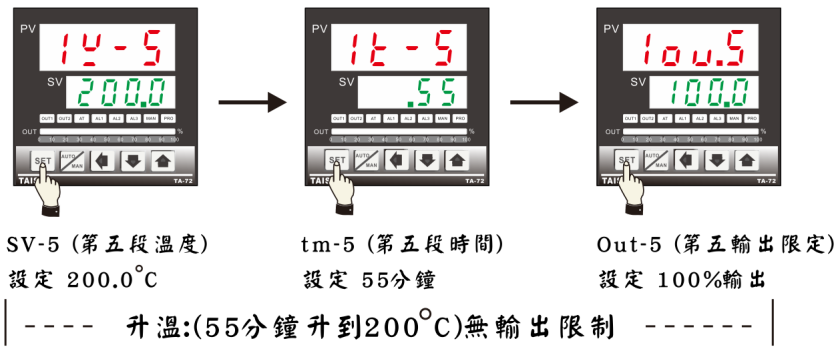 PV PV PV
1y-5 1t-5 1ou.5
SV SV SV
200.0 .55 100.0
OUT1 OUT2 AT AL1 AL2 AL3 MAN PRO OUT1 OUT2 AT AL1 AL2 AL3 MAN PRO OUT1 OUT2 AT AL1 AL2 AL3 MAN PRO
OUT % OUT % OUT %
SET AUTO/MAN SET AUTO/MAN SET AUTO/MAN
TA-72 TA-72 TA-72
SV-5 (第五段溫度) tm-5 (第五段時間) Out-5 (第五輸出限定)
設定 200.0°C 設定 55分鐘 設定 100%輸出
---- 升溫:(55分鐘升到200°C)無輸出限制 ------